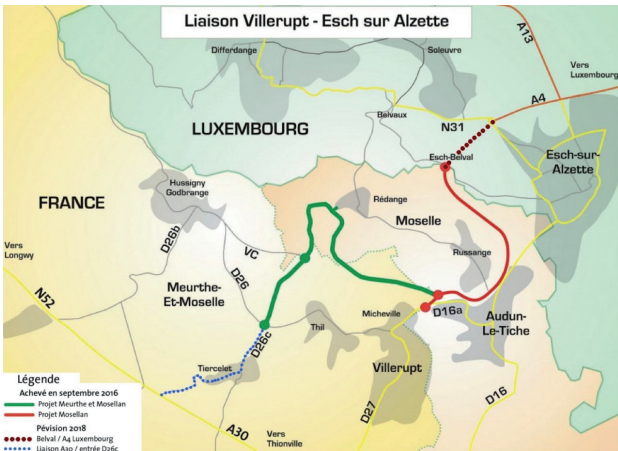 Liaison Villerupt - Esch sur Alzette
Differdange
Soleuvre
A13
Vers
Luxembourg
A4
Belvaux
N31
LUXEMBOURG
Esch-Belval
Esch-sur-
Alzette
Hussigny
Godbrange
FRANCE
Rédange
Moselle
D26b
VC
Russange
Vers
Longwy
D26
Meurthe-
Et-Moselle
N52
D16a
Micheville
Audun-
Le-Tiche
Thil
D26c
Tiercelet
Villerupt
D16
D27
A30
Vers
Thionville
Légende
Achevé en septembre 2016
Projet Meurthe et Mosellan
Projet Mosellan
Pévision 2018
Belval / A4 Luxembourg
Liaison A30 / entrée D26c